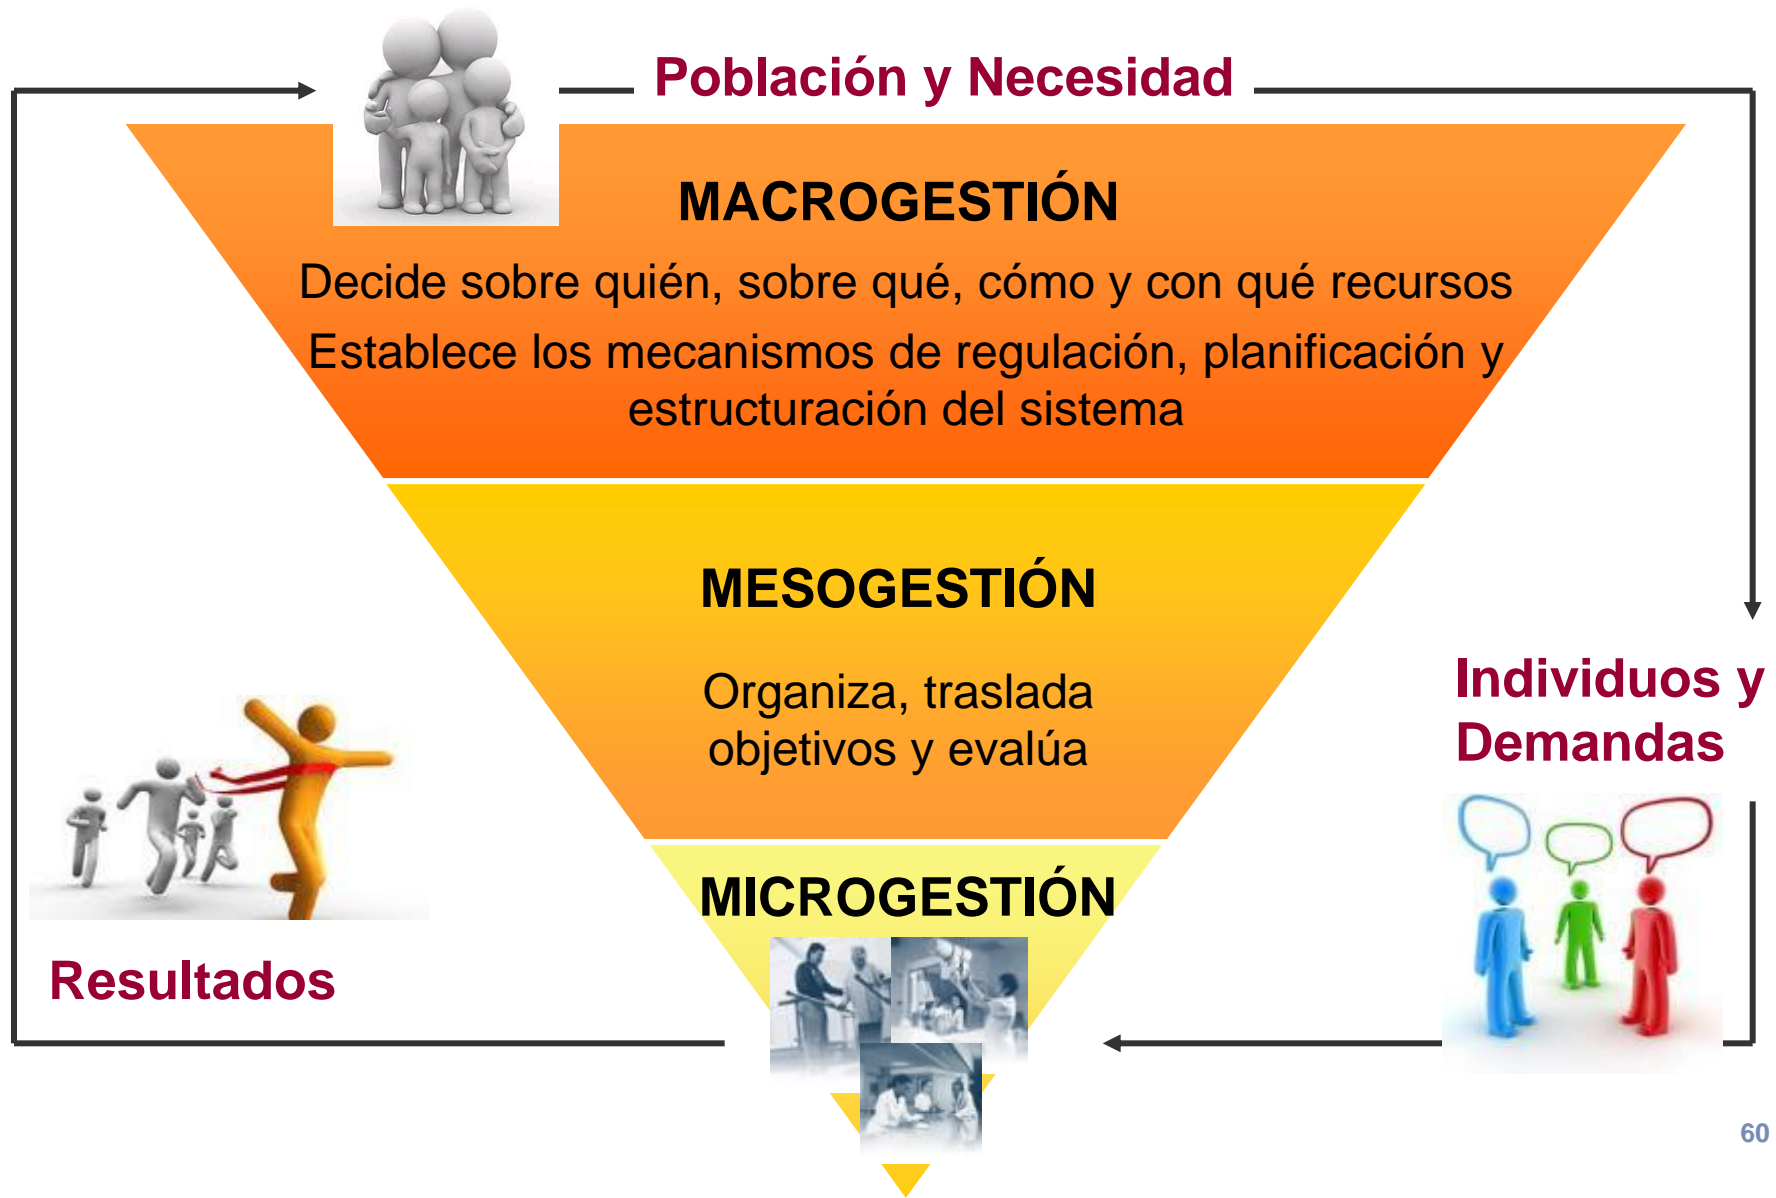 Población y Necesidad
MACROGESTIÓN
Decide sobre quién, sobre qué, cómo y con qué recursos
Establece los mecanismos de regulación, planificación y
estructuración del sistema
MESOGESTIÓN
Organiza, traslada
objetivos y evalúa
Individuos y
Demandas
MICROGESTIÓN
Resultados
60